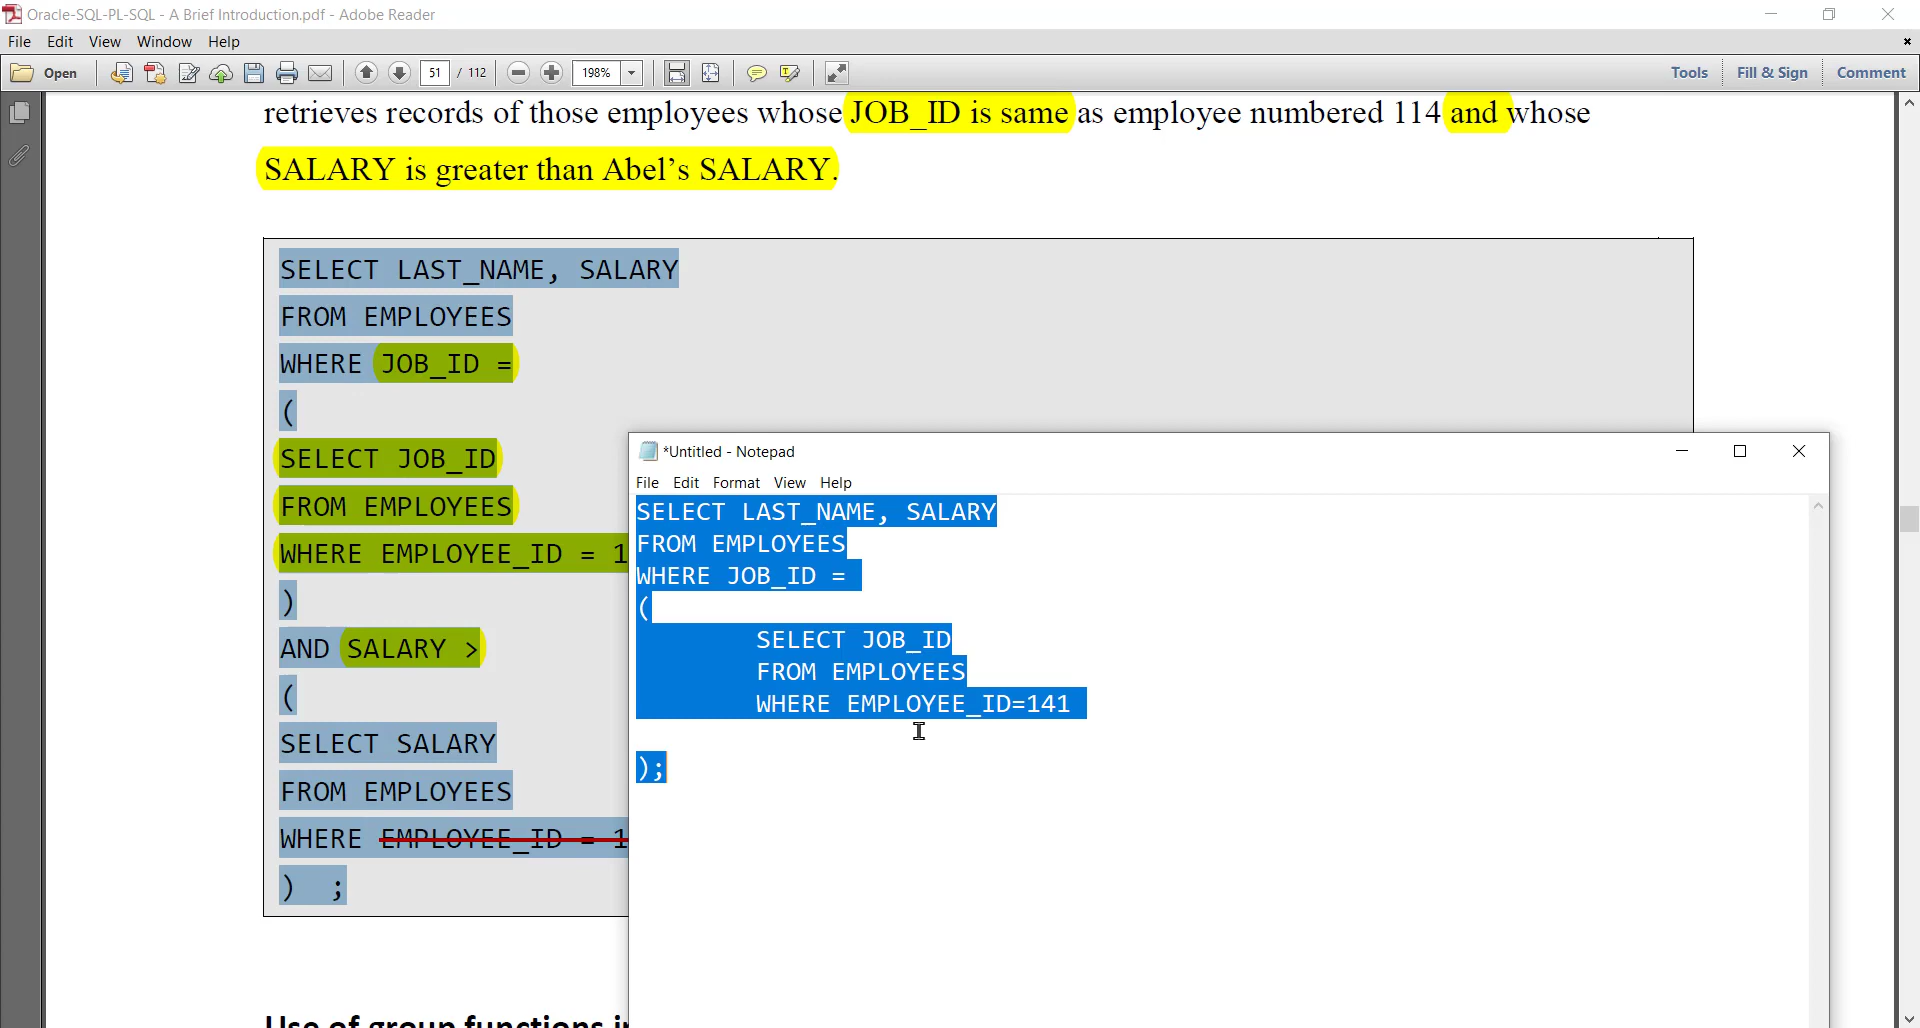 Oracle-SQL-PL-SQL - A Brief Introduction.pdf - Adobe Reader
File Edit View Window Help
Open 51 / 112 198% Tools Fill & Sign Comment
retrieves records of those employees whose JOB_ID is same as employee numbered 114 and whose
SALARY is greater than Abel’s SALARY.
SELECT LAST_NAME, SALARY
FROM EMPLOYEES
WHERE JOB_ID =
(
SELECT JOB_ID
FROM EMPLOYEES
WHERE EMPLOYEE_ID = 1
)
AND SALARY >
(
SELECT SALARY
FROM EMPLOYEES
WHERE EMPLOYEE_ID = 1
) ;
*Untitled - Notepad
File Edit Format View Help
SELECT LAST_NAME, SALARY
FROM EMPLOYEES
WHERE JOB_ID =
(
SELECT JOB_ID
FROM EMPLOYEES
WHERE EMPLOYEE_ID=141
);
Use of group functions i